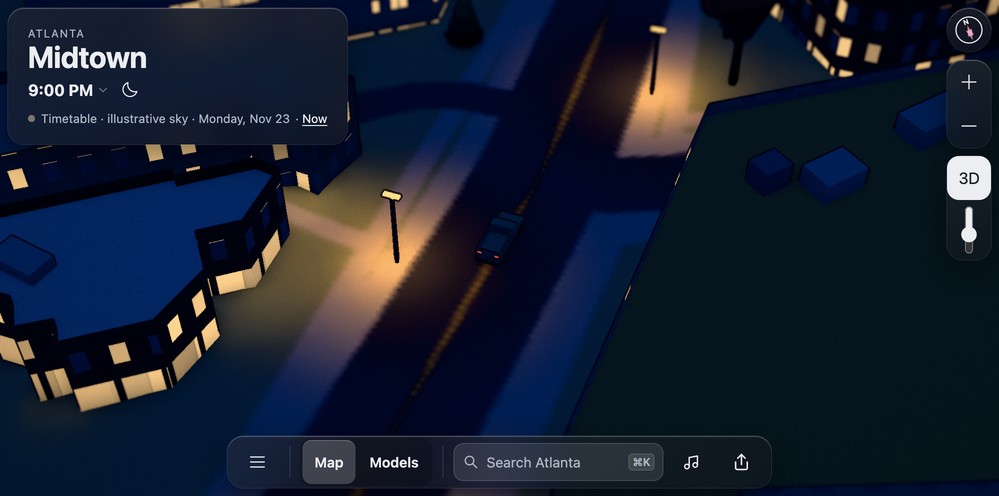 ATLANTA
Midtown
9:00 PM
Timetable · illustrative sky · Monday, Nov 23 · Now
N
3D
Map
Models
Search Atlanta
⌘K